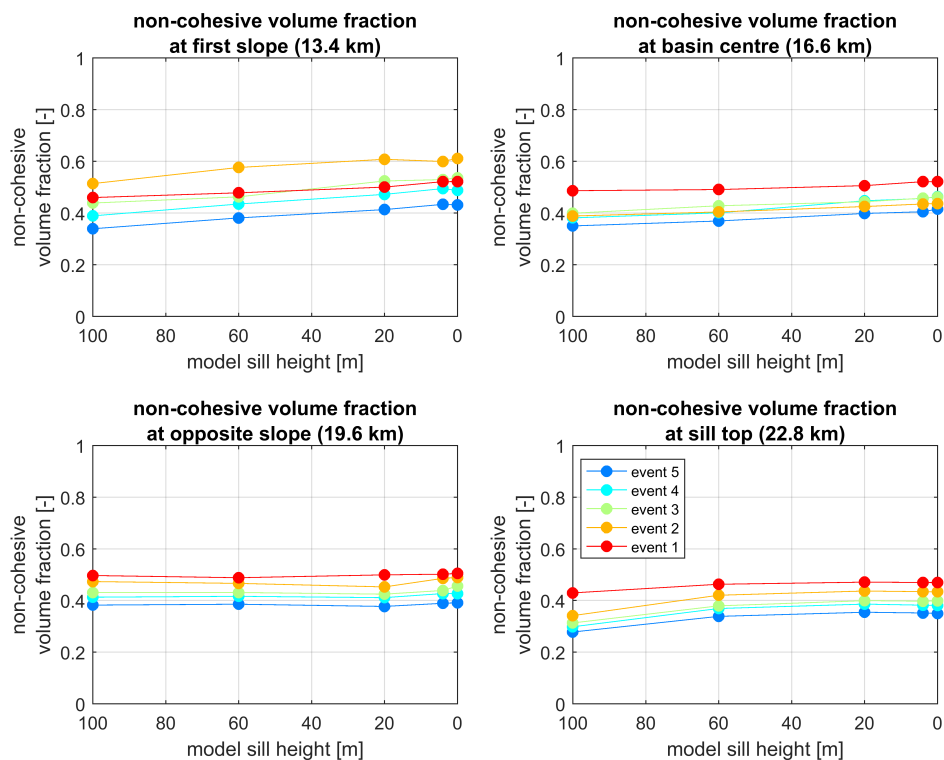 non-cohesive volume fraction
at first slope (13.4 km)
1
0.8
0.6
0.4
0.2
0
non-cohesive
volume fraction [-]
100
80
60
40
20
0
model sill height [m]
non-cohesive volume fraction
at basin centre (16.6 km)
1
0.8
0.6
0.4
0.2
0
non-cohesive
volume fraction [-]
100
80
60
40
20
0
model sill height [m]
non-cohesive volume fraction
at opposite slope (19.6 km)
1
0.8
0.6
0.4
0.2
0
non-cohesive
volume fraction [-]
100
80
60
40
20
0
model sill height [m]
non-cohesive volume fraction
at sill top (22.8 km)
1
0.8
0.6
0.4
0.2
0
non-cohesive
volume fraction [-]
event 5
event 4
event 3
event 2
event 1
100
80
60
40
20
0
model sill height [m]